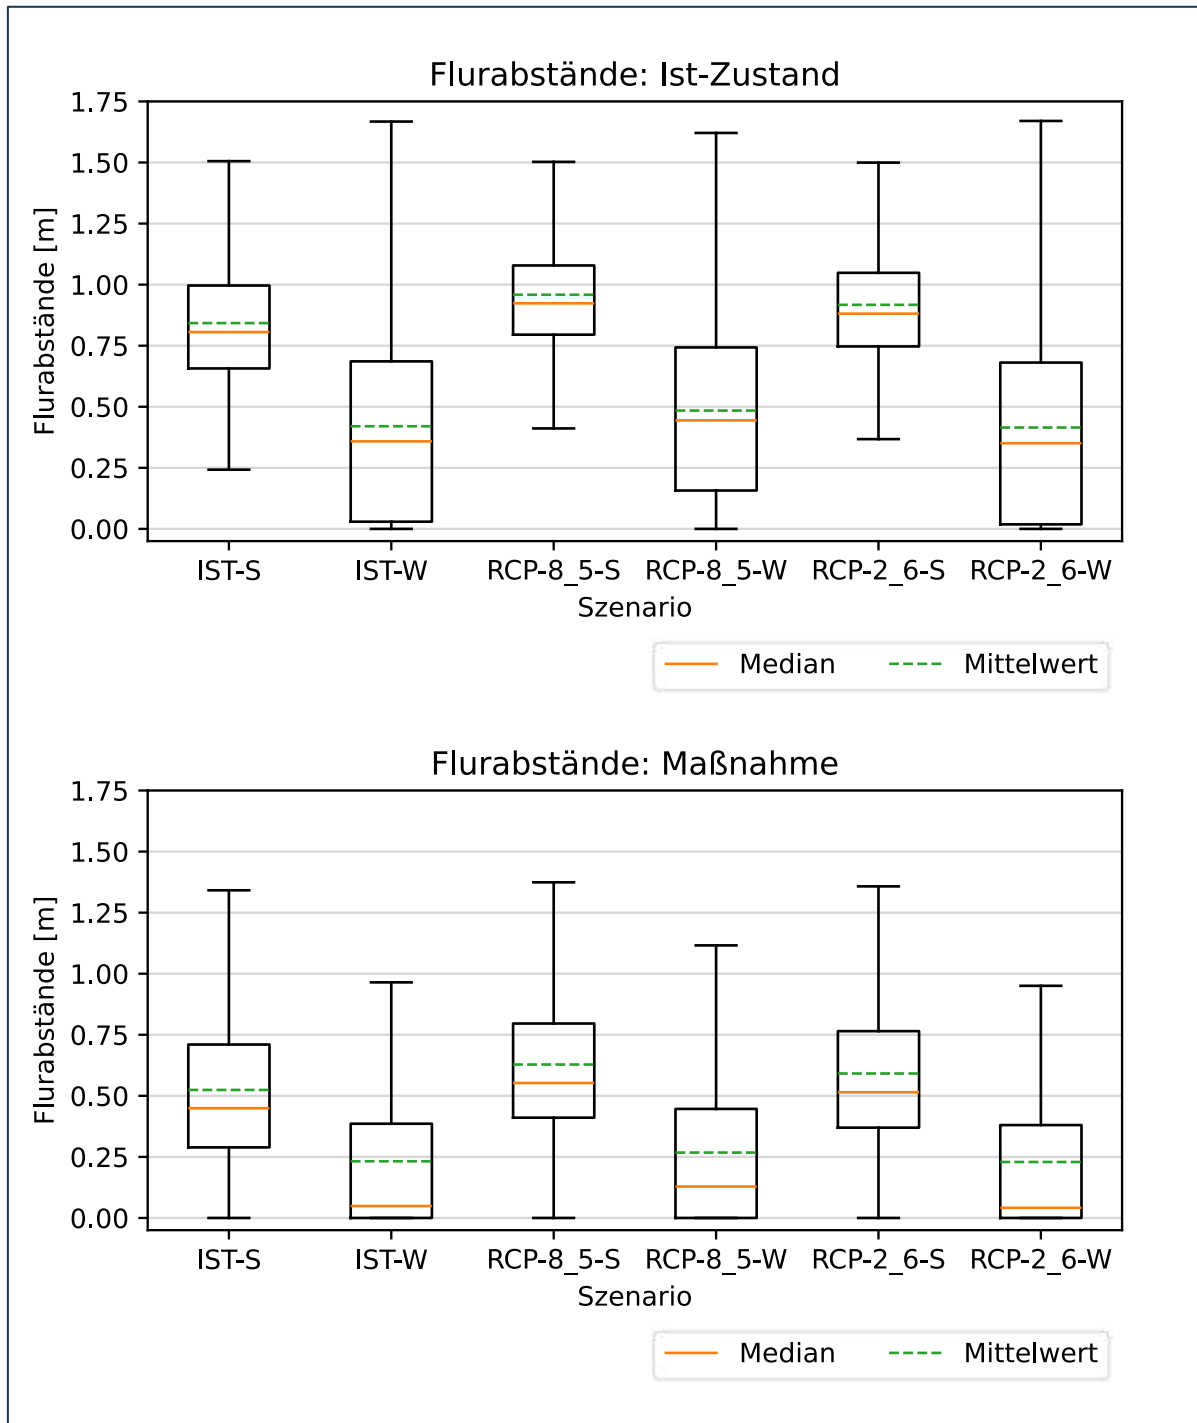 Flurabstände: Ist-Zustand
Flurabstände [m]
1.75
1.50
1.25
1.00
0.75
0.50
0.25
0.00
IST-S IST-W RCP-8_5-S RCP-8_5-W RCP-2_6-S RCP-2_6-W
Szenario
Median Mittelwert
Flurabstände: Maßnahme
Flurabstände [m]
1.75
1.50
1.25
1.00
0.75
0.50
0.25
0.00
IST-S IST-W RCP-8_5-S RCP-8_5-W RCP-2_6-S RCP-2_6-W
Szenario
Median Mittelwert